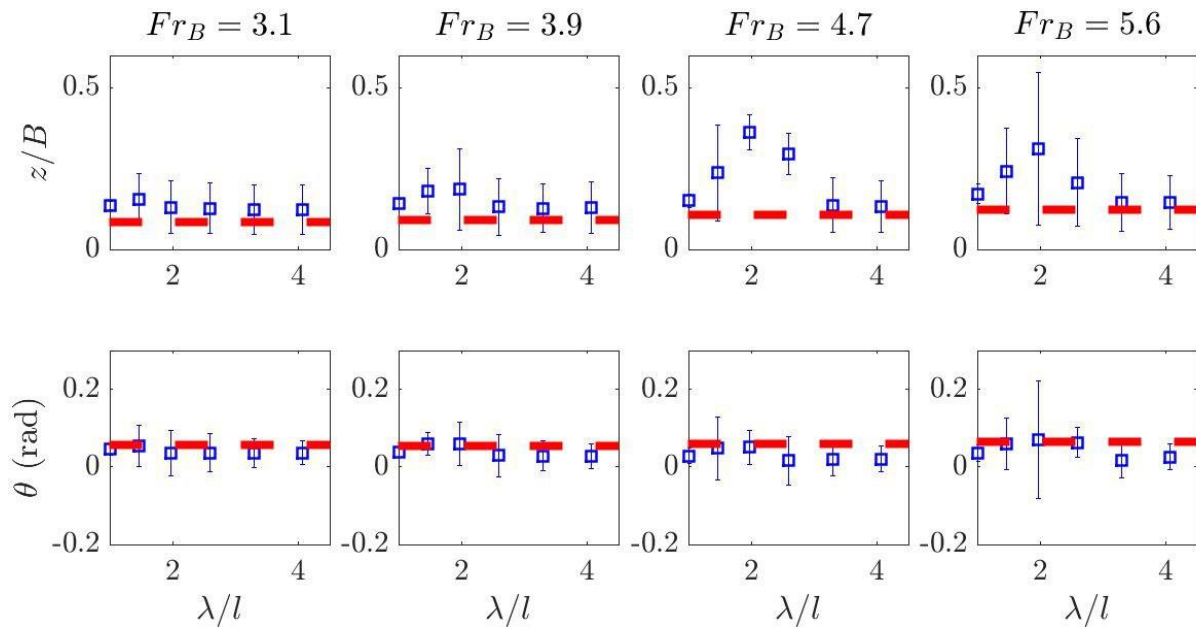 Fr_B = 3.1 Fr_B = 3.9 Fr_B = 4.7 Fr_B = 5.6
z/B
0.5 0.5 0.5 0.5
0 0 0 0
2 4 2 4 2 4 2 4
θ (rad)
0.2 0.2 0.2 0.2
0 0 0 0
-0.2 -0.2 -0.2 -0.2
2 4 2 4 2 4 2 4
λ/l λ/l λ/l λ/l